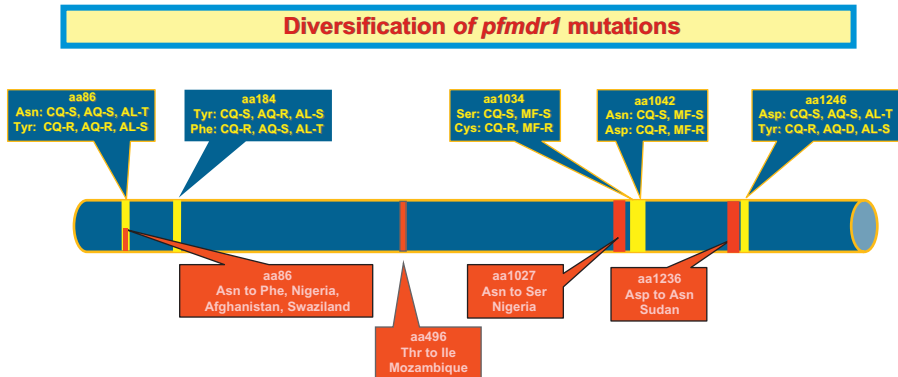 Diversification of pfmdr1 mutations
aa86
Asn: CQ-S, AQ-S, AL-T
Tyr: CQ-R, AQ-R, AL-S
aa184
Tyr: CQ-S, AQ-R, AL-S
Phe: CQ-R, AQ-S, AL-T
aa1034
Ser: CQ-S, MF-S
Cys: CQ-R, MF-R
aa1042
Asn: CQ-S, MF-S
Asp: CQ-R, MF-R
aa1246
Asp: CQ-S, AQ-S, AL-T
Tyr: CQ-R, AQ-D, AL-S
aa86
Asn to Phe, Nigeria,
Afghanistan, Swaziland
aa496
Thr to Ile
Mozambique
aa1027
Asn to Ser
Nigeria
aa1236
Asp to Asn
Sudan